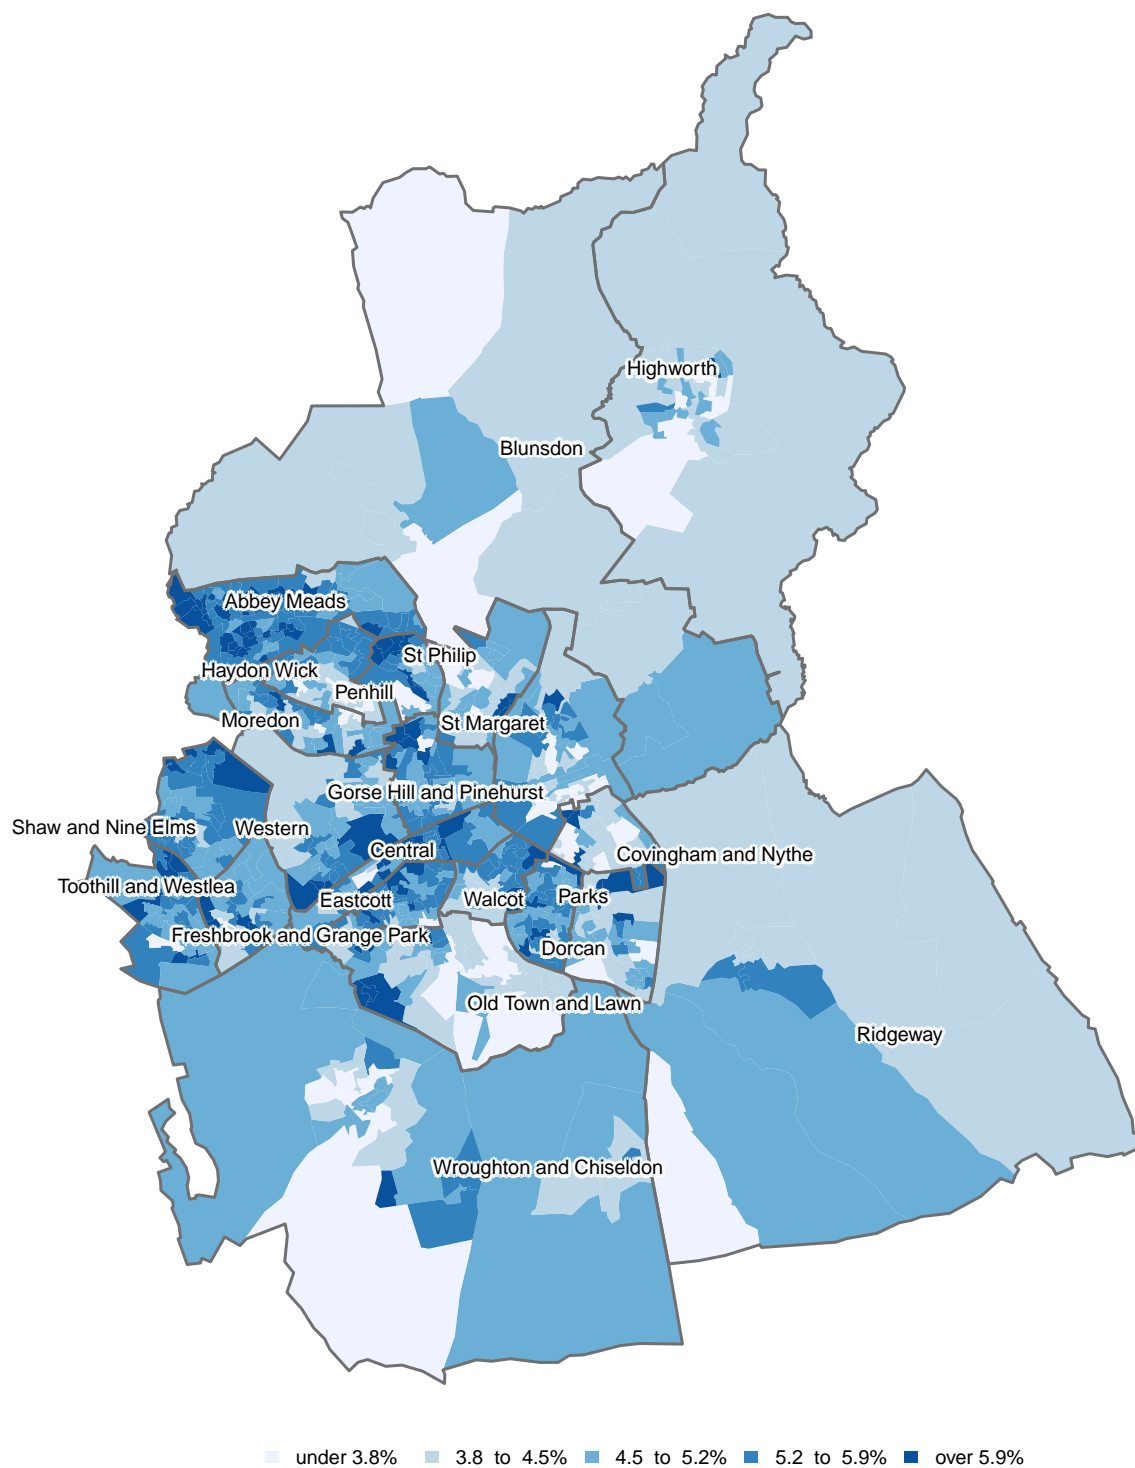 Highworth
Blunsdon
Abbey Meads
St Philip
Haydon Wick
Penhill
Moredon
St Margaret
Gorse Hill and Pinehurst
Shaw and Nine Elms
Western
Central
Covingham and Nythe
Toothill and Westlea
Eastcott
Walcot
Parks
Freshbrook and Grange Park
Dorcan
Old Town and Lawn
Ridgeway
Wroughton and Chiseldon
under 3.8% 3.8 to 4.5% 4.5 to 5.2% 5.2 to 5.9% over 5.9%